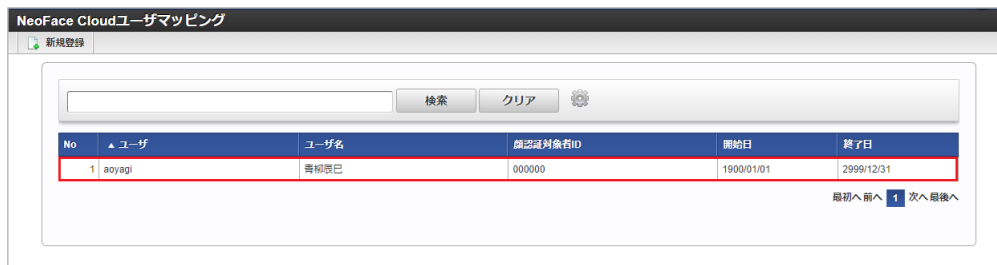 NeoFace Cloudユーザマッピング
新規登録
検索 クリア
No ▲ ユーザ ユーザ名 顔認証対象者ID 開始日 終了日
1 aoyagi 青柳辰巳 000000 1900/01/01 2999/12/31
最初へ 前へ 1 次へ 最後へ